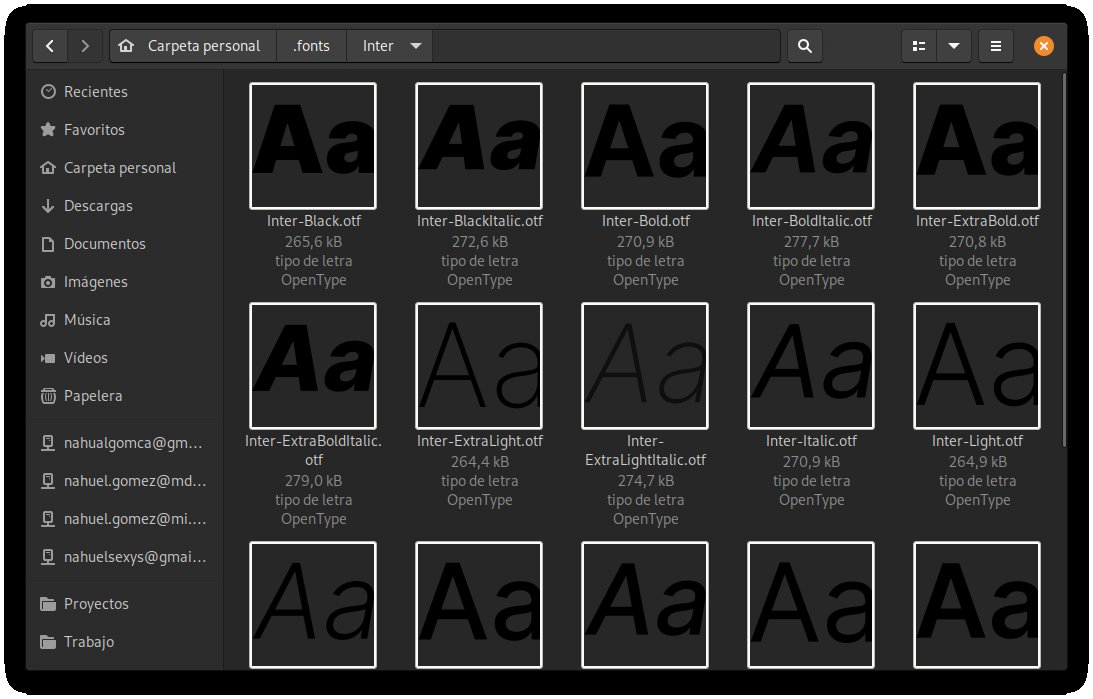 Carpeta personal .fonts Inter
Recientes
Favoritos
Carpeta personal
Descargas
Documentos
Imágenes
Música
Vídeos
Papelera
nahualgomca@gm...
nahuel.gomez@md...
nahuel.gomez@mi....
nahuelsexys@gmai...
Proyectos
Trabajo
Aa Aa Aa Aa Aa
Inter-Black.otf Inter-BlackItalic.otf Inter-Bold.otf Inter-BoldItalic.otf Inter-ExtraBold.otf
265,6 kB 272,6 kB 270,9 kB 277,7 kB 270,8 kB
tipo de letra tipo de letra tipo de letra tipo de letra tipo de letra
OpenType OpenType OpenType OpenType OpenType
Aa Aa Aa Aa Aa
Inter-ExtraBoldItalic. Inter-ExtraLight.otf Inter- Inter-Italic.otf Inter-Light.otf
otf 264,4 kB ExtraLightItalic.otf 270,9 kB 264,9 kB
279,0 kB tipo de letra 274,7 kB tipo de letra tipo de letra
tipo de letra OpenType tipo de letra OpenType OpenType
OpenType OpenType
Aa Aa Aa Aa Aa